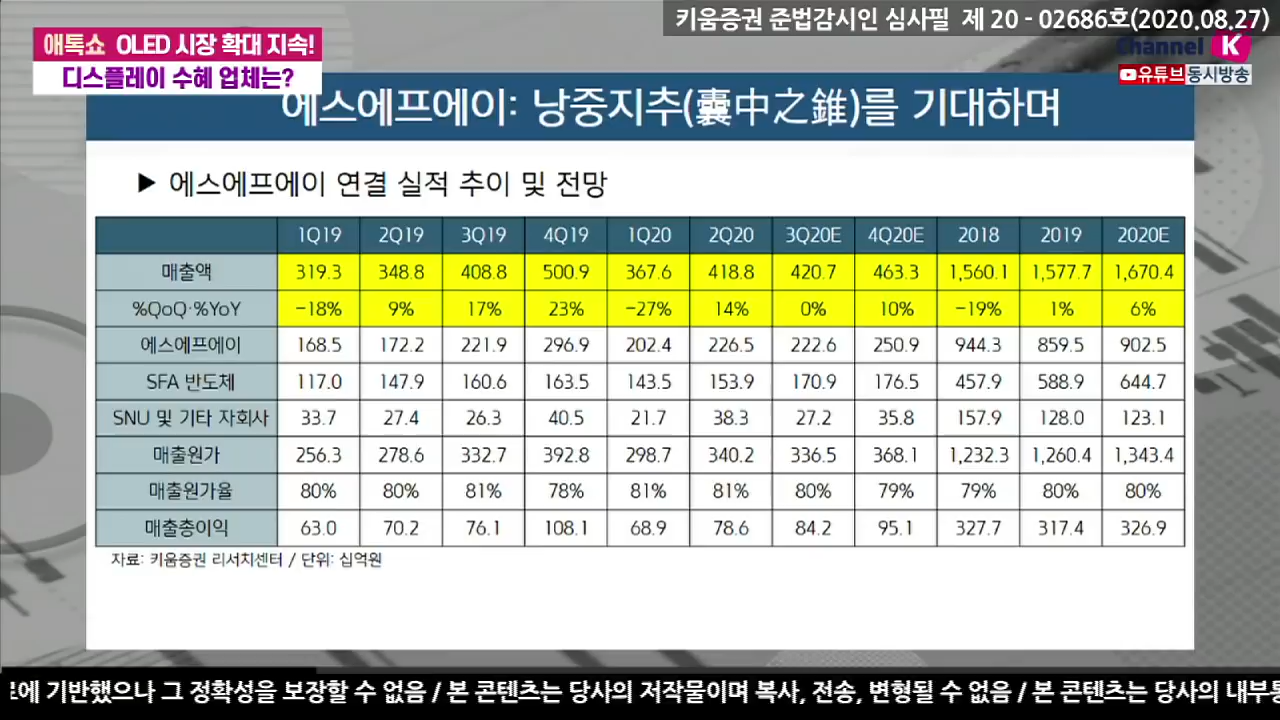 키움증권 준법감시인 심사필 제 20 - 02686호(2020.08.27)
애톡쇼 OLED 시장 확대 지속!
디스플레이 수혜 업체는?
Channel K
유튜브동시방송
에스에프에이: 낭중지추(囊中之錐)를 기대하며
▶ 에스에프에이 연결 실적 추이 및 전망
1Q19 2Q19 3Q19 4Q19 1Q20 2Q20 3Q20E 4Q20E 2018 2019 2020E
매출액 319.3 348.8 408.8 500.9 367.6 418.8 420.7 463.3 1,560.1 1,577.7 1,670.4
%QoQ·%YoY −18% 9% 17% 23% −27% 14% 0% 10% −19% 1% 6%
에스에프에이 168.5 172.2 221.9 296.9 202.4 226.5 222.6 250.9 944.3 859.5 902.5
SFA 반도체 117.0 147.9 160.6 163.5 143.5 153.9 170.9 176.5 457.9 588.9 644.7
SNU 및 기타 자회사 33.7 27.4 26.3 40.5 21.7 38.3 27.2 35.8 157.9 128.0 123.1
매출원가 256.3 278.6 332.7 392.8 298.7 340.2 336.5 368.1 1,232.3 1,260.4 1,343.4
매출원가율 80% 80% 81% 78% 81% 81% 80% 79% 79% 80% 80%
매출총이익 63.0 70.2 76.1 108.1 68.9 78.6 84.2 95.1 327.7 317.4 326.9
자료: 키움증권 리서치센터 / 단위: 십억원
에 기반했으나 그 정확성을 보장할 수 없음 / 본 콘텐츠는 당사의 저작물이며 복사, 전송, 변형될 수 없음 / 본 콘텐츠는 당사의 내부